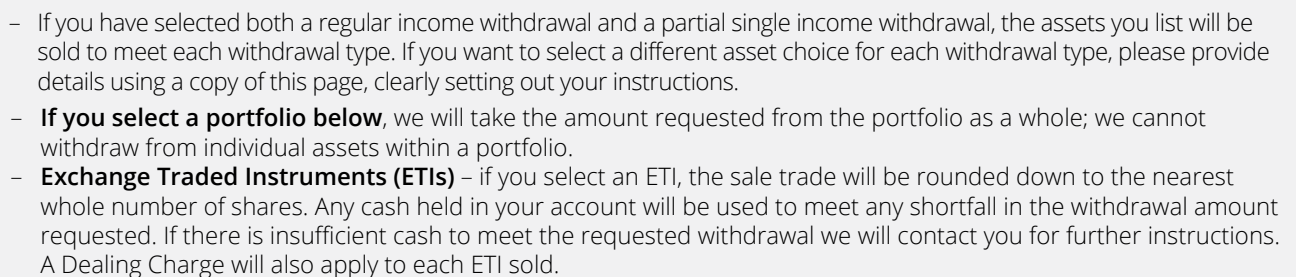 – If you have selected both a regular income withdrawal and a partial single income withdrawal, the assets you list will be
sold to meet each withdrawal type. If you want to select a different asset choice for each withdrawal type, please provide
details using a copy of this page, clearly setting out your instructions.
– If you select a portfolio below, we will take the amount requested from the portfolio as a whole; we cannot
withdraw from individual assets within a portfolio.
– Exchange Traded Instruments (ETIs) – if you select an ETI, the sale trade will be rounded down to the nearest
whole number of shares. Any cash held in your account will be used to meet any shortfall in the withdrawal amount
requested. If there is insufficient cash to meet the requested withdrawal we will contact you for further instructions.
A Dealing Charge will also apply to each ETI sold.